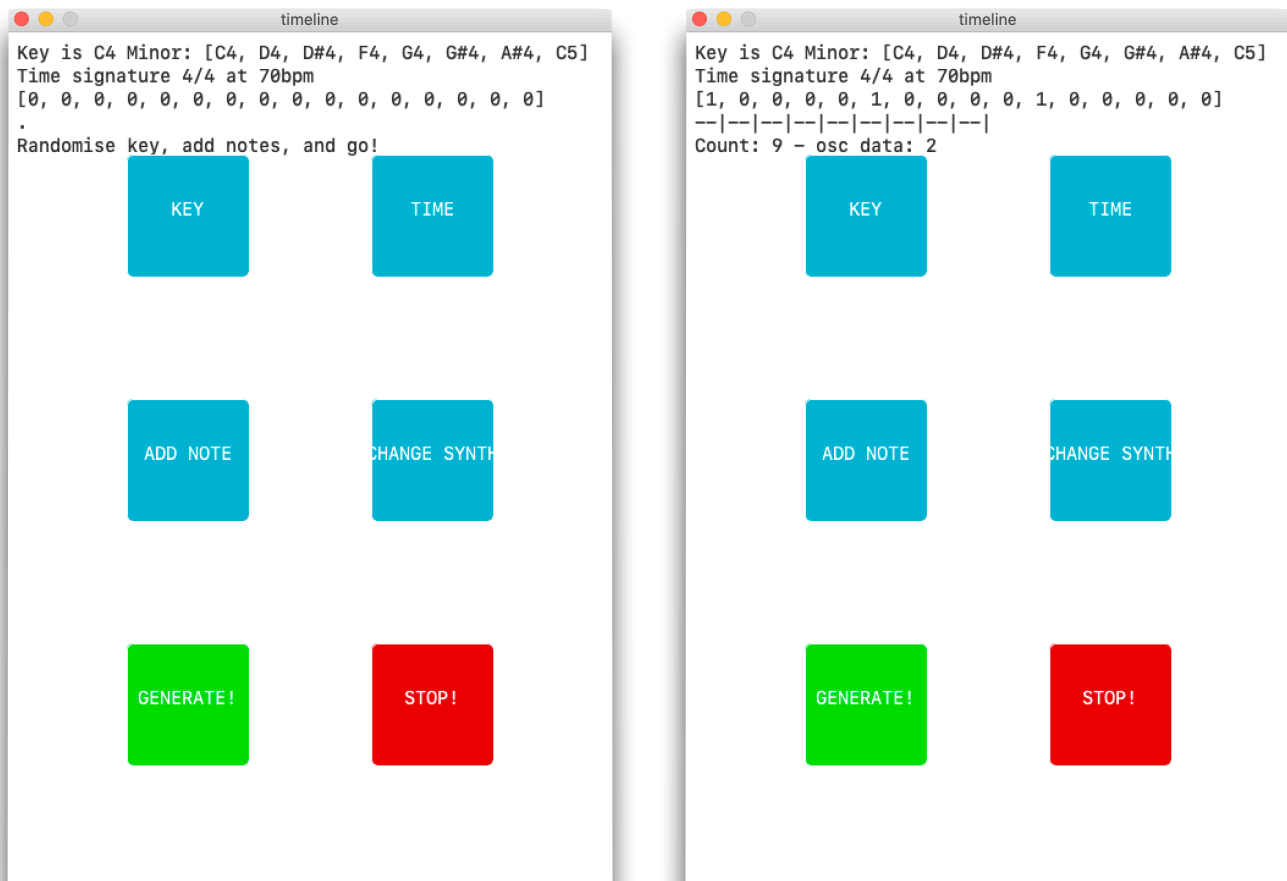 timeline
Key is C4 Minor: [C4, D4, D#4, F4, G4, G#4, A#4, C5]
Time signature 4/4 at 70bpm
[0, 0, 0, 0, 0, 0, 0, 0, 0, 0, 0, 0, 0, 0, 0, 0]
.
Randomise key, add notes, and go!
KEY
TIME
ADD NOTE
CHANGE SYNTH
GENERATE!
STOP!
timeline
Key is C4 Minor: [C4, D4, D#4, F4, G4, G#4, A#4, C5]
Time signature 4/4 at 70bpm
[1, 0, 0, 0, 0, 1, 0, 0, 0, 0, 1, 0, 0, 0, 0, 0]
--|--|--|--|--|--|--|--|--|
Count: 9 - osc data: 2
KEY
TIME
ADD NOTE
CHANGE SYNTH
GENERATE!
STOP!